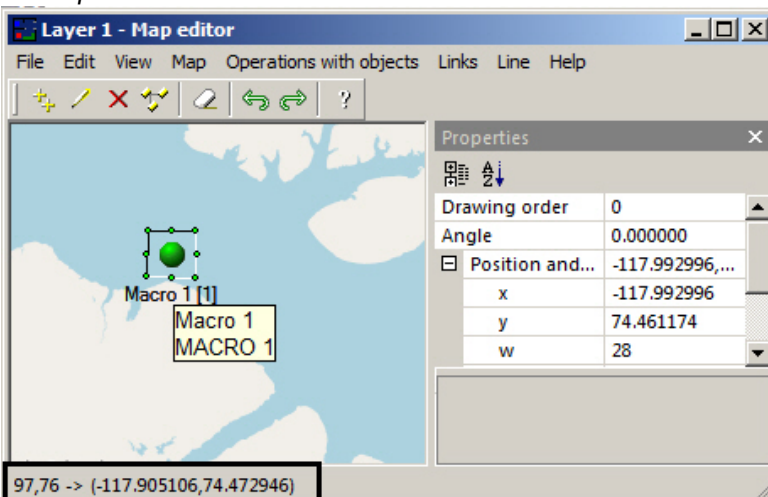 Layer 1 - Map editor
File Edit View Map Operations with objects Links Line Help
?
Properties
Drawing order 0
Angle 0.000000
Position and... -117.992996,...
x -117.992996
y 74.461174
w 28
Macro 1 [1]
Macro 1
MACRO 1
97,76 -> (-117.905106,74.472946)